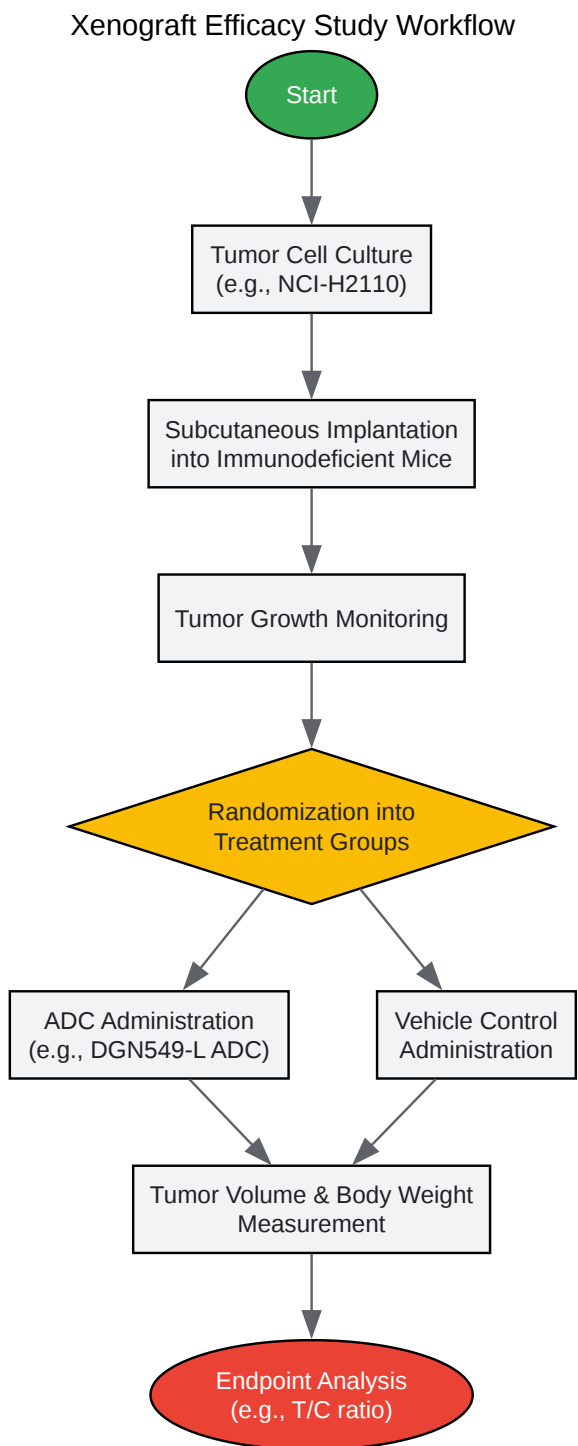 Xenograft Efficacy Study Workflow
Start
Tumor Cell Culture
(e.g., NCI-H2110)
Subcutaneous Implantation
into Immunodeficient Mice
Tumor Growth Monitoring
Randomization into
Treatment Groups
ADC Administration
(e.g., DGN549-L ADC)
Vehicle Control
Administration
Tumor Volume & Body Weight
Measurement
Endpoint Analysis
(e.g., T/C ratio)